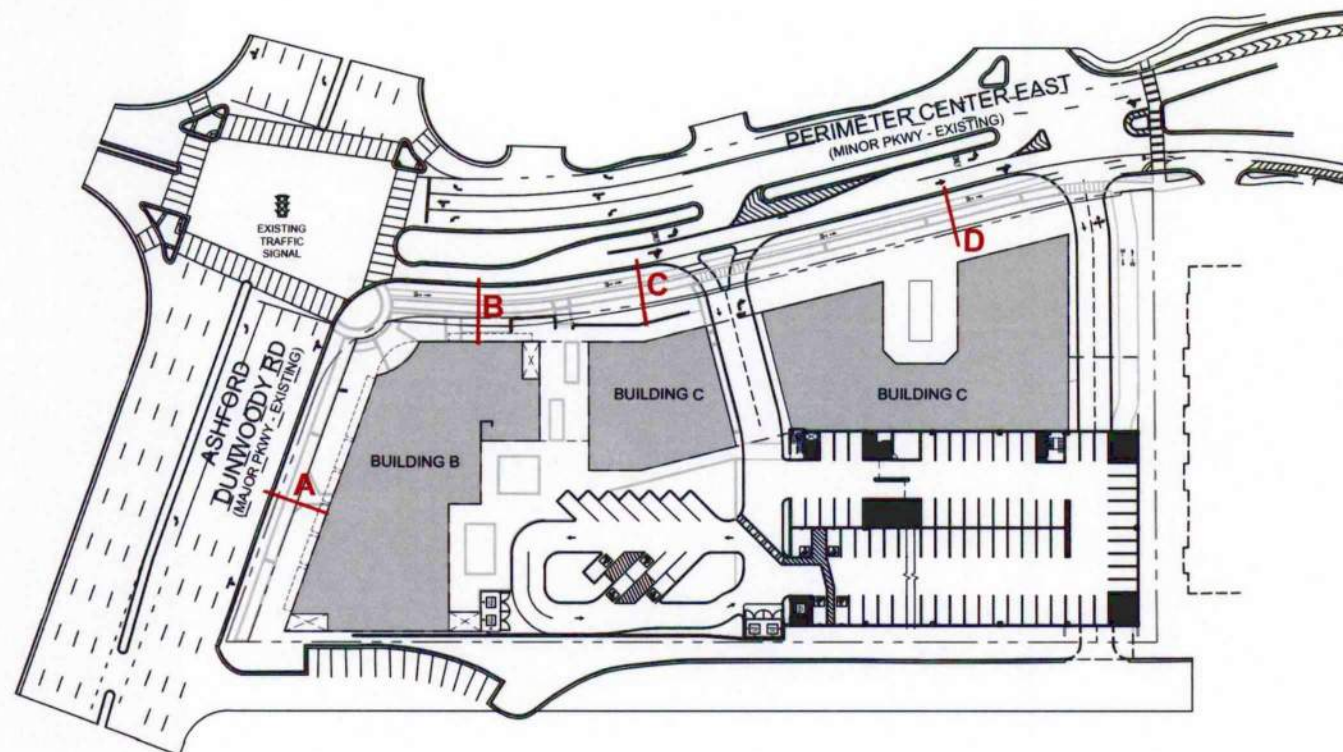 PERIMETER CENTER EAST
(MINOR PKWY - EXISTING)
EXISTING
TRAFFIC
SIGNAL
ASHFORD
DUNWOODY RD
(MAJOR PKWY - EXISTING)
A
B
C
D
BUILDING B
BUILDING C
BUILDING C